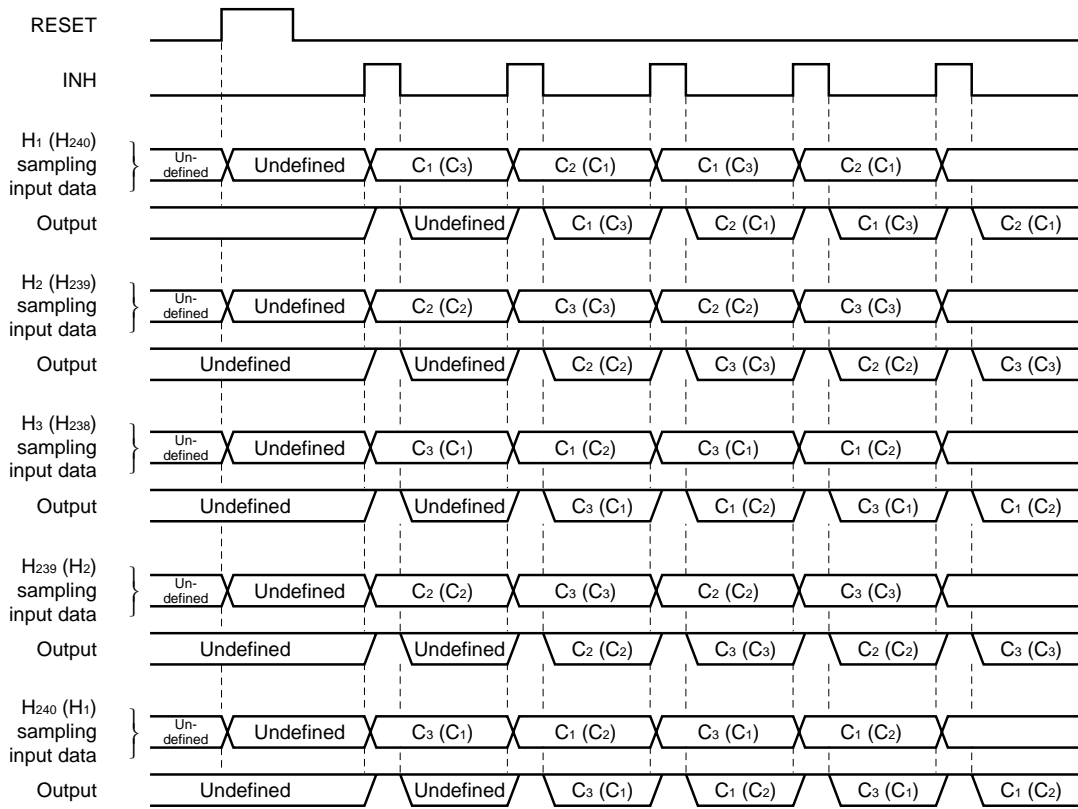 RESET
INH
H1 (H240)
sampling
input data
Un-
defined
Undefined
C1 (C3)
C2 (C1)
C1 (C3)
C2 (C1)
Output
Undefined
C1 (C3)
C2 (C1)
C1 (C3)
C2 (C1)
H2 (H239)
sampling
input data
Un-
defined
Undefined
C2 (C2)
C3 (C3)
C2 (C2)
C3 (C3)
Output
Undefined
Undefined
C2 (C2)
C3 (C3)
C2 (C2)
C3 (C3)
H3 (H238)
sampling
input data
Un-
defined
Undefined
C3 (C1)
C1 (C2)
C3 (C1)
C1 (C2)
Output
Undefined
Undefined
C3 (C1)
C1 (C2)
C3 (C1)
C1 (C2)
H239 (H2)
sampling
input data
Un-
defined
Undefined
C2 (C2)
C3 (C3)
C2 (C2)
C3 (C3)
Output
Undefined
Undefined
C2 (C2)
C3 (C3)
C2 (C2)
C3 (C3)
H240 (H1)
sampling
input data
Un-
defined
Undefined
C3 (C1)
C1 (C2)
C3 (C1)
C1 (C2)
Output
Undefined
Undefined
C3 (C1)
C1 (C2)
C3 (C1)
C1 (C2)